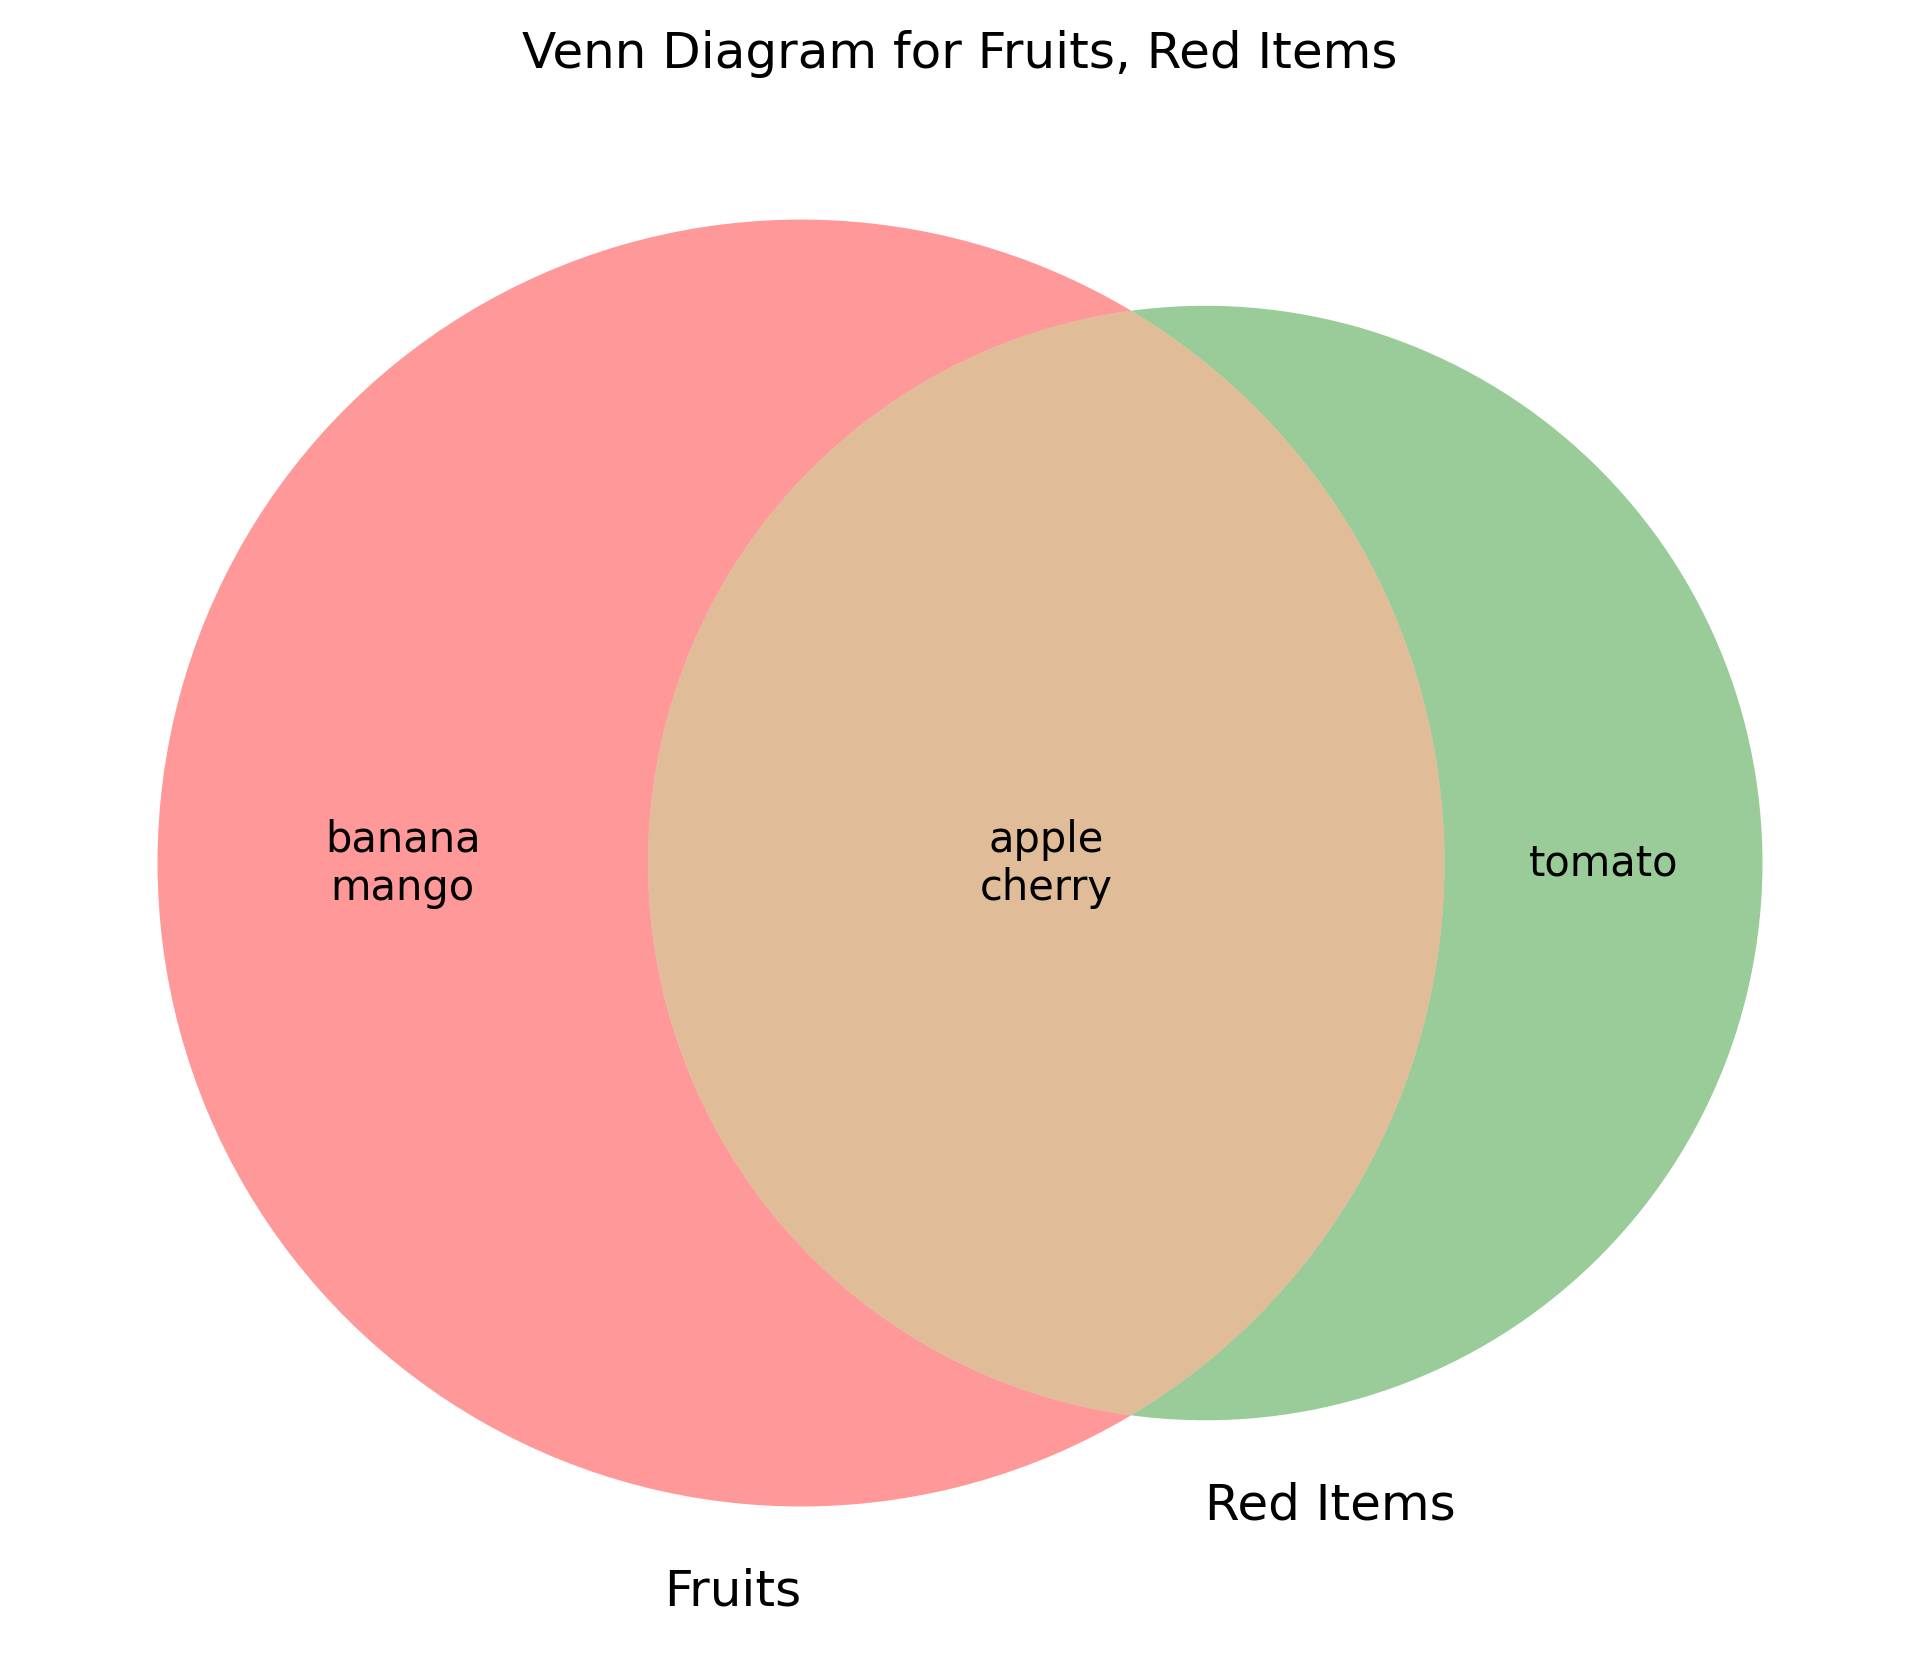 Venn Diagram for Fruits, Red Items
banana
mango
apple
cherry
tomato
Red Items
Fruits